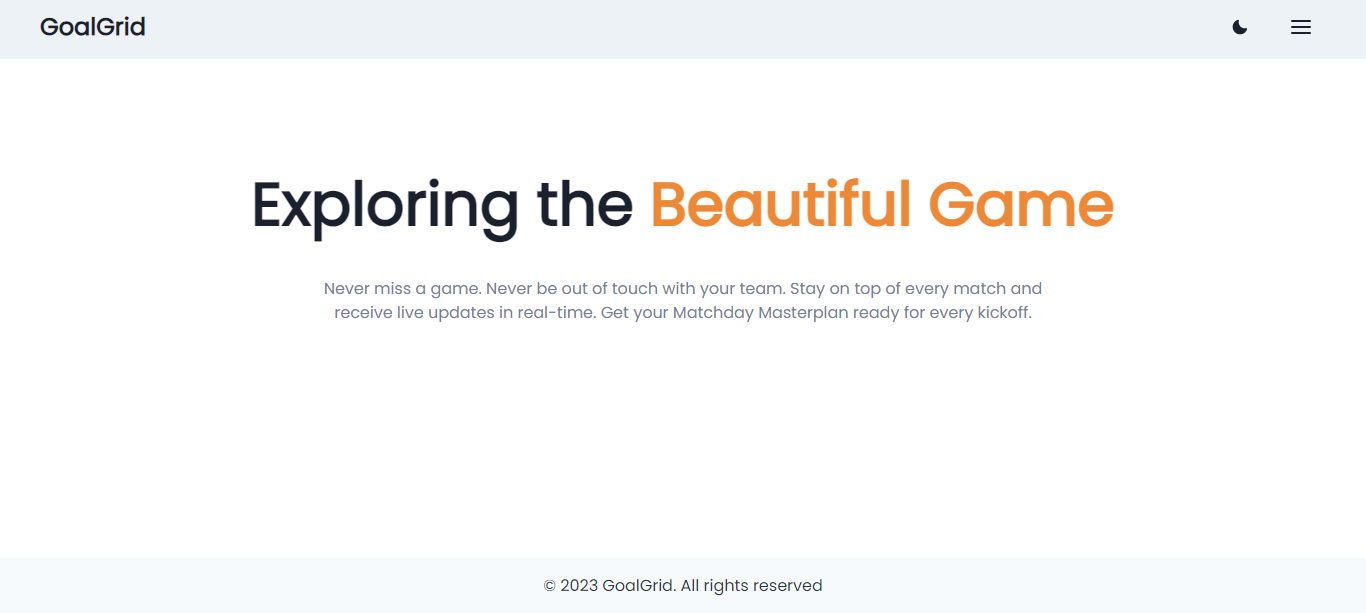 GoalGrid
Exploring the Beautiful Game
Never miss a game. Never be out of touch with your team. Stay on top of every match and
receive live updates in real-time. Get your Matchday Masterplan ready for every kickoff.
© 2023 GoalGrid. All rights reserved